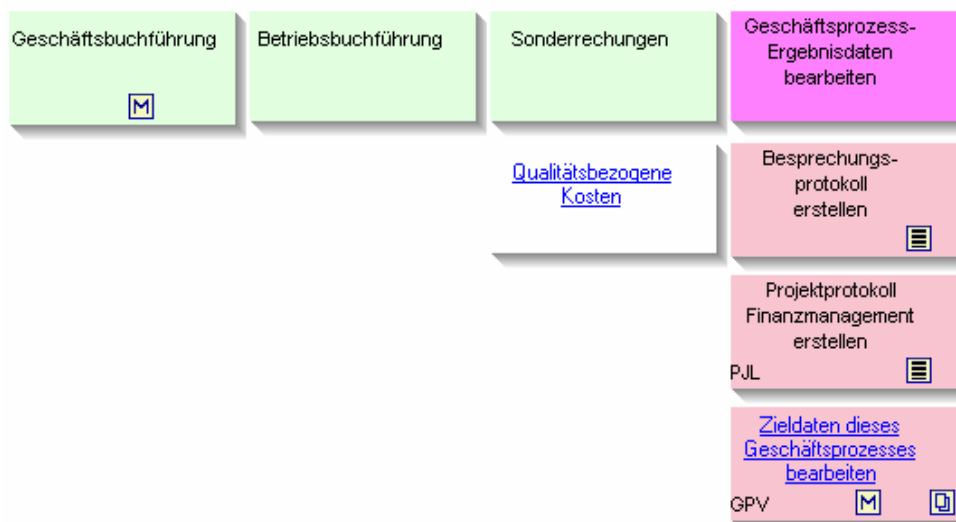 Geschäftsbuchführung
M
Betriebsbuchführung
Sonderrechungen
Geschäftsprozess-
Ergebnisdaten
bearbeiten
Qualitätsbezogene
Kosten
Besprechungs-
protokoll
erstellen
Projektprotokoll
Finanzmanagement
erstellen
PJL
Zieldaten dieses
Geschäftsprozesses
bearbeiten
GPV M